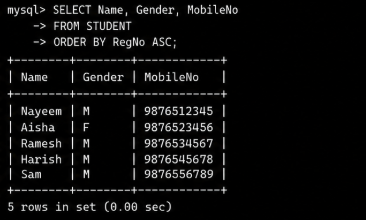 mysql> SELECT Name, Gender, MobileNo
    -> FROM STUDENT
    -> ORDER BY RegNo ASC;
+--------+--------+------------+
| Name | Gender | MobileNo |
+--------+--------+------------+
| Nayeem | M | 9876512345 |
| Aisha | F | 9876523456 |
| Ramesh | M | 9876534567 |
| Harish | M | 9876545678 |
| Sam | M | 9876556789 |
+--------+--------+------------+
5 rows in set (0.00 sec)